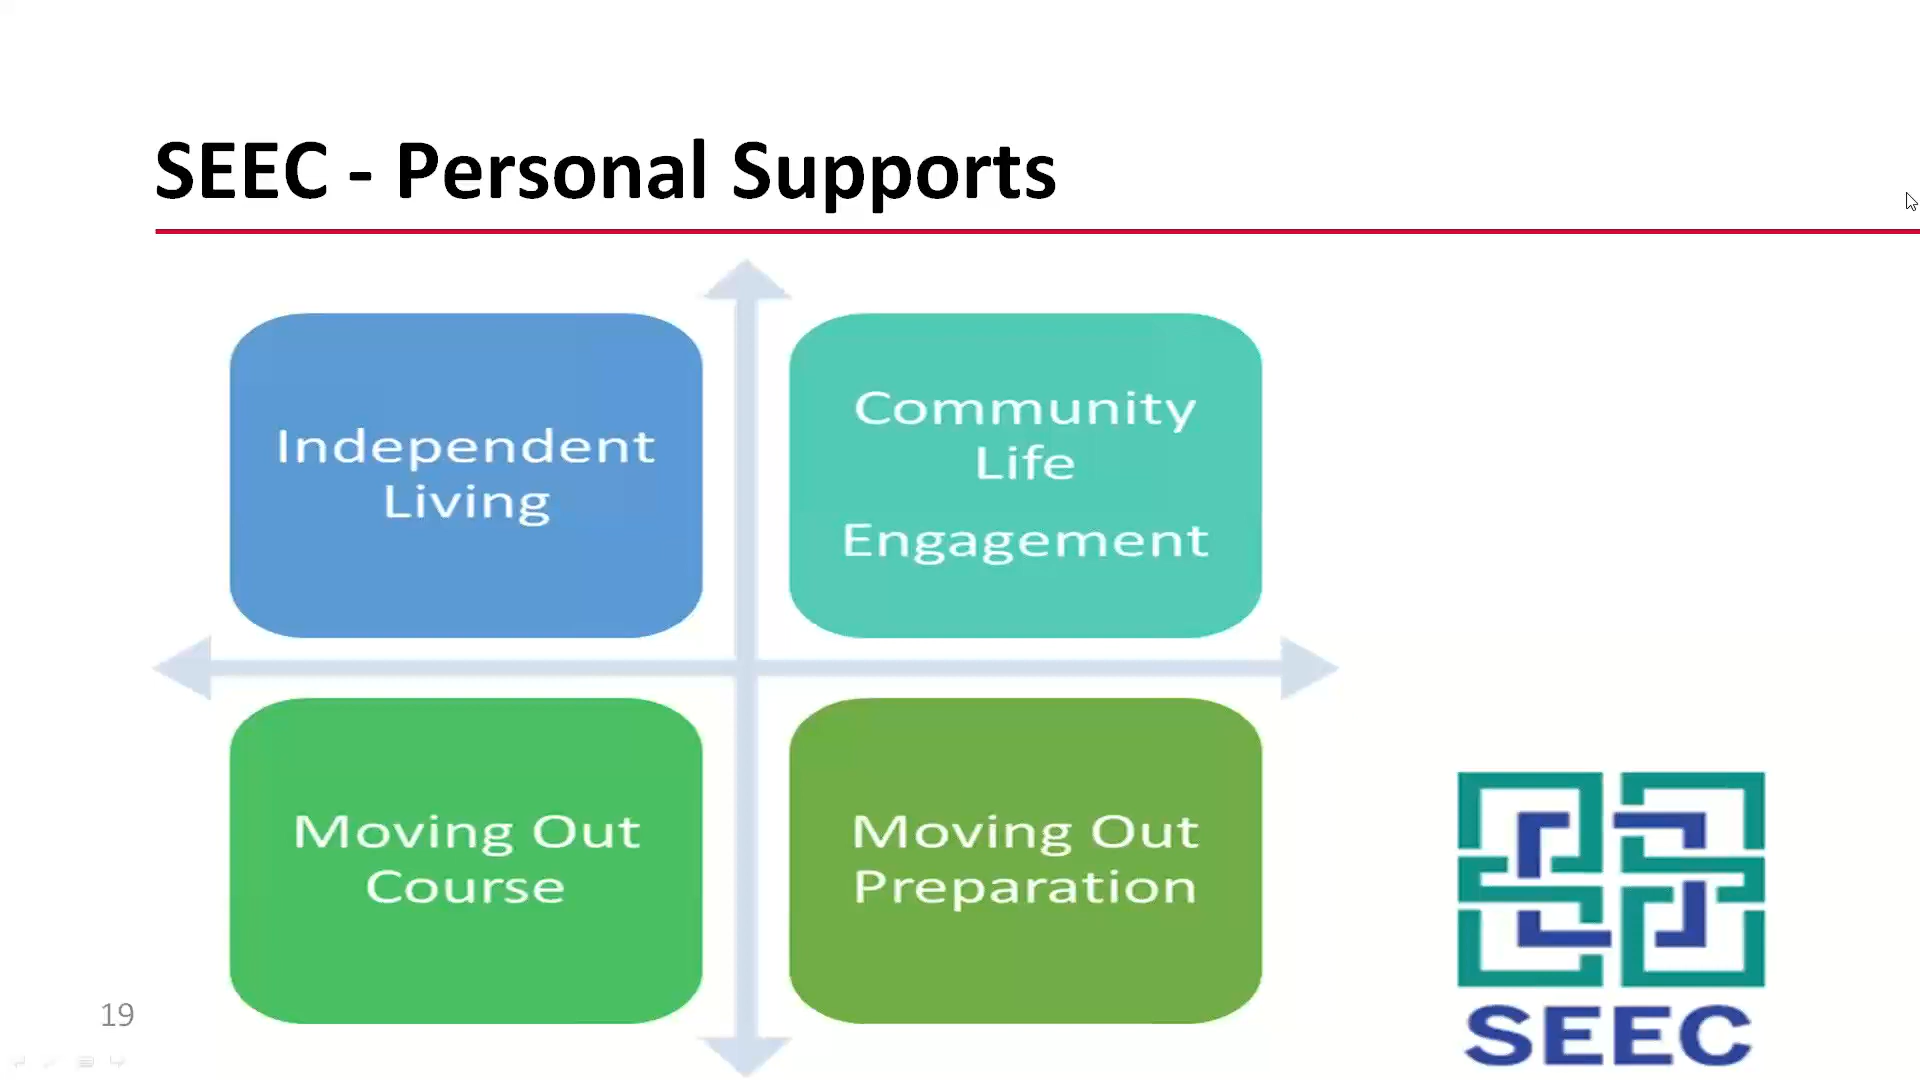 SEEC - Personal Supports
Independent
Living
Community
Life
Engagement
Moving Out
Course
Moving Out
Preparation
19
SEEC